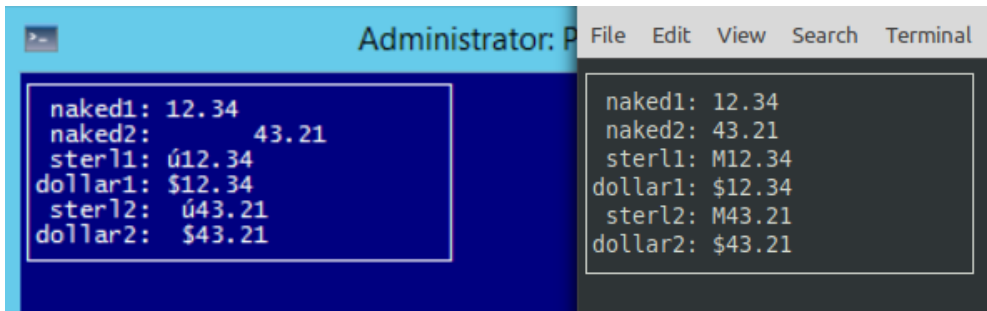 Administrator: P
naked1: 12.34
naked2:       43.21
sterl1: ú12.34
dollar1: $12.34
sterl2:  ú43.21
dollar2:  $43.21
File Edit View Search Terminal
naked1: 12.34
naked2: 43.21
sterl1: M12.34
dollar1: $12.34
sterl2: M43.21
dollar2: $43.21